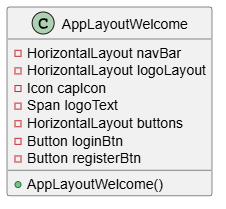 C AppLayoutWelcome
HorizontalLayout navBar
HorizontalLayout logoLayout
Icon capIcon
Span logoText
HorizontalLayout buttons
Button loginBtn
Button registerBtn
AppLayoutWelcome()